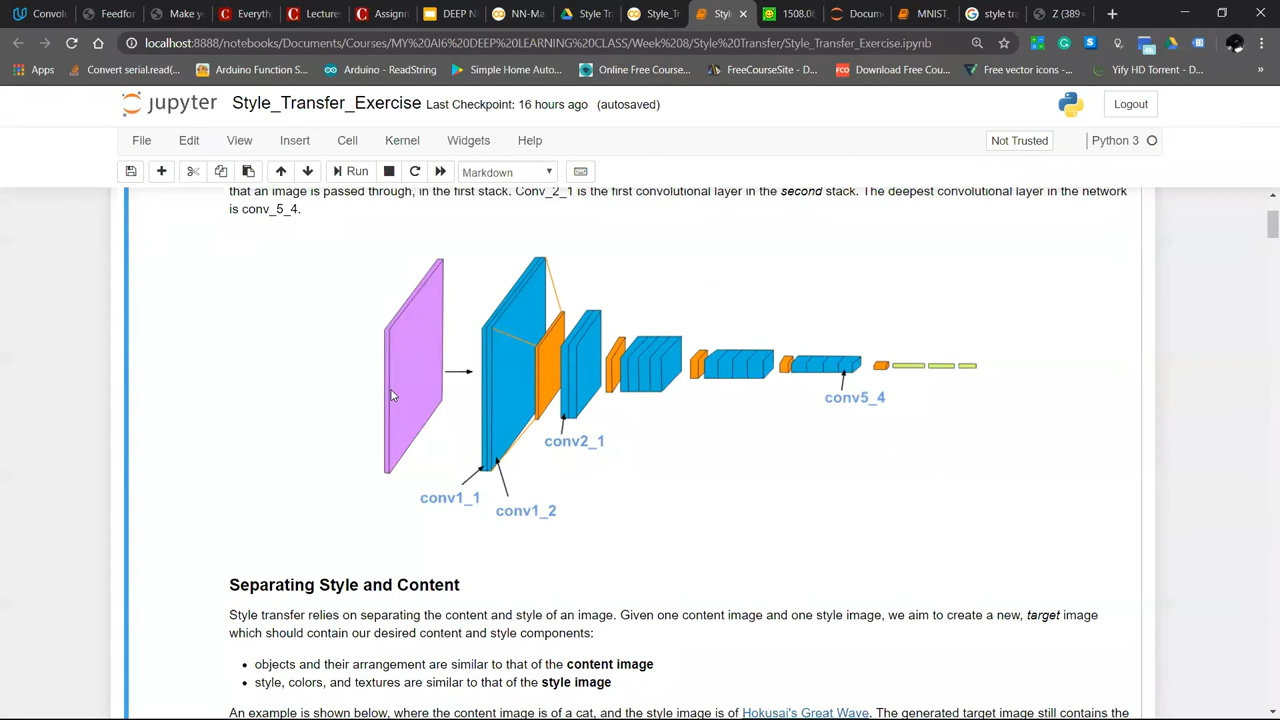 Convolu
Feedfor
Make yo
Everyth
Lecture
Assignm
DEEP N
NN-Ma
Style Tra
Style_Tr
Styl
1508.06
Docume
MNIST_
style tra
Z (389 ×
localhost:8888/notebooks/Documents/Courses/MY%20AI6%20DEEP%20LEARNING%20CLASS/Week%208/Style%20Transfer/Style_Transfer_Exercise.ipynb
Apps
Convert serial.read(...
Arduino Function S...
Arduino - ReadString
Simple Home Auto...
Online Free Course...
FreeCourseSite - D...
FCO
Download Free Cou...
Free vector icons -...
Yify HD Torrent - D...
»
jupyter Style_Transfer_Exercise Last Checkpoint: 16 hours ago (autosaved)
Logout
File Edit View Insert Cell Kernel Widgets Help
Not Trusted
Python 3
Run
Markdown
that an image is passed through, in the first stack. Conv_2_1 is the first convolutional layer in the second stack. The deepest convolutional layer in the network
is conv_5_4.
conv5_4
conv2_1
conv1_1
conv1_2
Separating Style and Content
Style transfer relies on separating the content and style of an image. Given one content image and one style image, we aim to create a new, target image
which should contain our desired content and style components:
• objects and their arrangement are similar to that of the content image
• style, colors, and textures are similar to that of the style image
An example is shown below, where the content image is of a cat, and the style image is of Hokusai's Great Wave. The generated target image still contains the